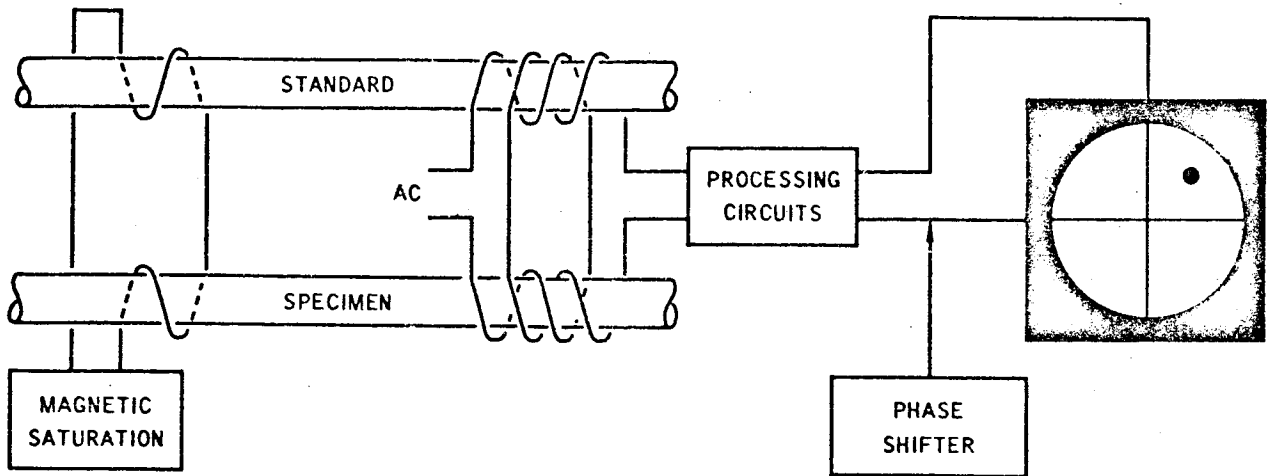 STANDARD
AC
PROCESSING
CIRCUITS
SPECIMEN
MAGNETIC
SATURATION
PHASE
SHIFTER